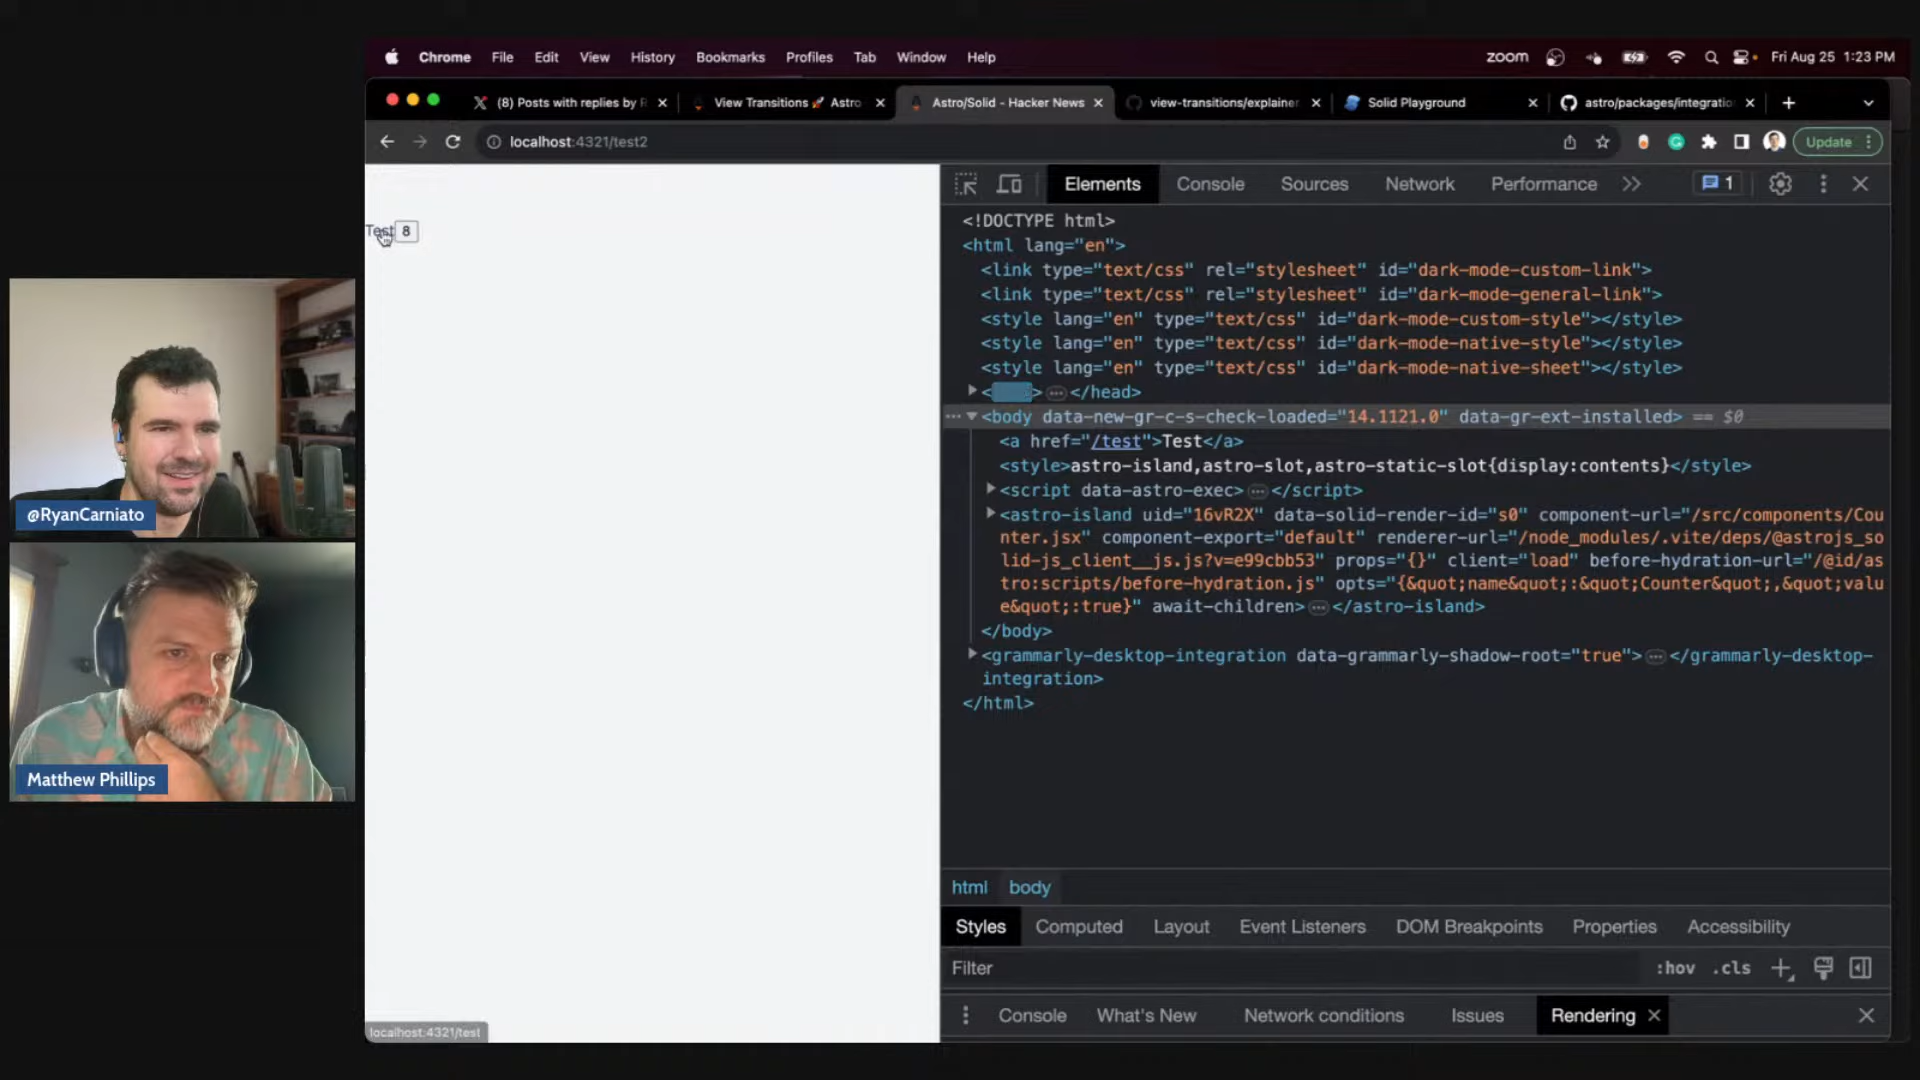 Chrome File Edit View History Bookmarks Profiles Tab Window Help zoom Fri Aug 25 1:23 PM
(8) Posts with replies by R View Transitions 🚀 Astro Astro/Solid - Hacker News view-transitions/explainer Solid Playground astro/packages/integratio
localhost:4321/test2 Update
Elements Console Sources Network Performance 1
Test 8
<!DOCTYPE html>
<html lang="en">
<link type="text/css" rel="stylesheet" id="dark-mode-custom-link">
<link type="text/css" rel="stylesheet" id="dark-mode-general-link">
<style lang="en" type="text/css" id="dark-mode-custom-style"></style>
<style lang="en" type="text/css" id="dark-mode-native-style"></style>
<style lang="en" type="text/css" id="dark-mode-native-sheet"></style>
< > … </head>
<body data-new-gr-c-s-check-loaded="14.1121.0" data-gr-ext-installed> == $0
<a href="/test">Test</a>
<style>astro-island,astro-slot,astro-static-slot{display:contents}</style>
<script data-astro-exec> … </script>
<astro-island uid="16vR2X" data-solid-render-id="s0" component-url="/src/components/Cou
nter.jsx" component-export="default" renderer-url="/node_modules/.vite/deps/@astrojs_so
lid-js_client__js.js?v=e99cbb53" props="{}" client="load" before-hydration-url="/@id/as
tro:scripts/before-hydration.js" opts="{&quot;name&quot;:&quot;Counter&quot;,&quot;valu
e&quot;:true}" await-children> … </astro-island>
</body>
<grammarly-desktop-integration data-grammarly-shadow-root="true"> … </grammarly-desktop-
integration>
</html>
@RyanCarniato
Matthew Phillips
html body
Styles Computed Layout Event Listeners DOM Breakpoints Properties Accessibility
Filter :hov .cls
Console What's New Network conditions Issues Rendering
localhost:4321/test